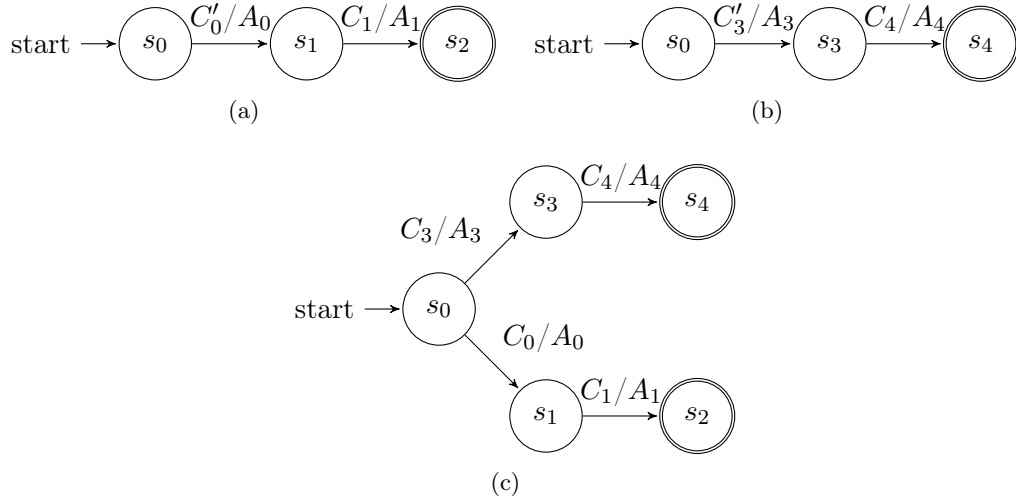 start s₀ C′₀/A₀ s₁ C₁/A₁ s₂
(a)
start s₀ C′₃/A₃ s₃ C₄/A₄ s₄
(b)
s₃ C₄/A₄ s₄
C₃/A₃
start s₀
C₀/A₀
s₁ C₁/A₁ s₂
(c)